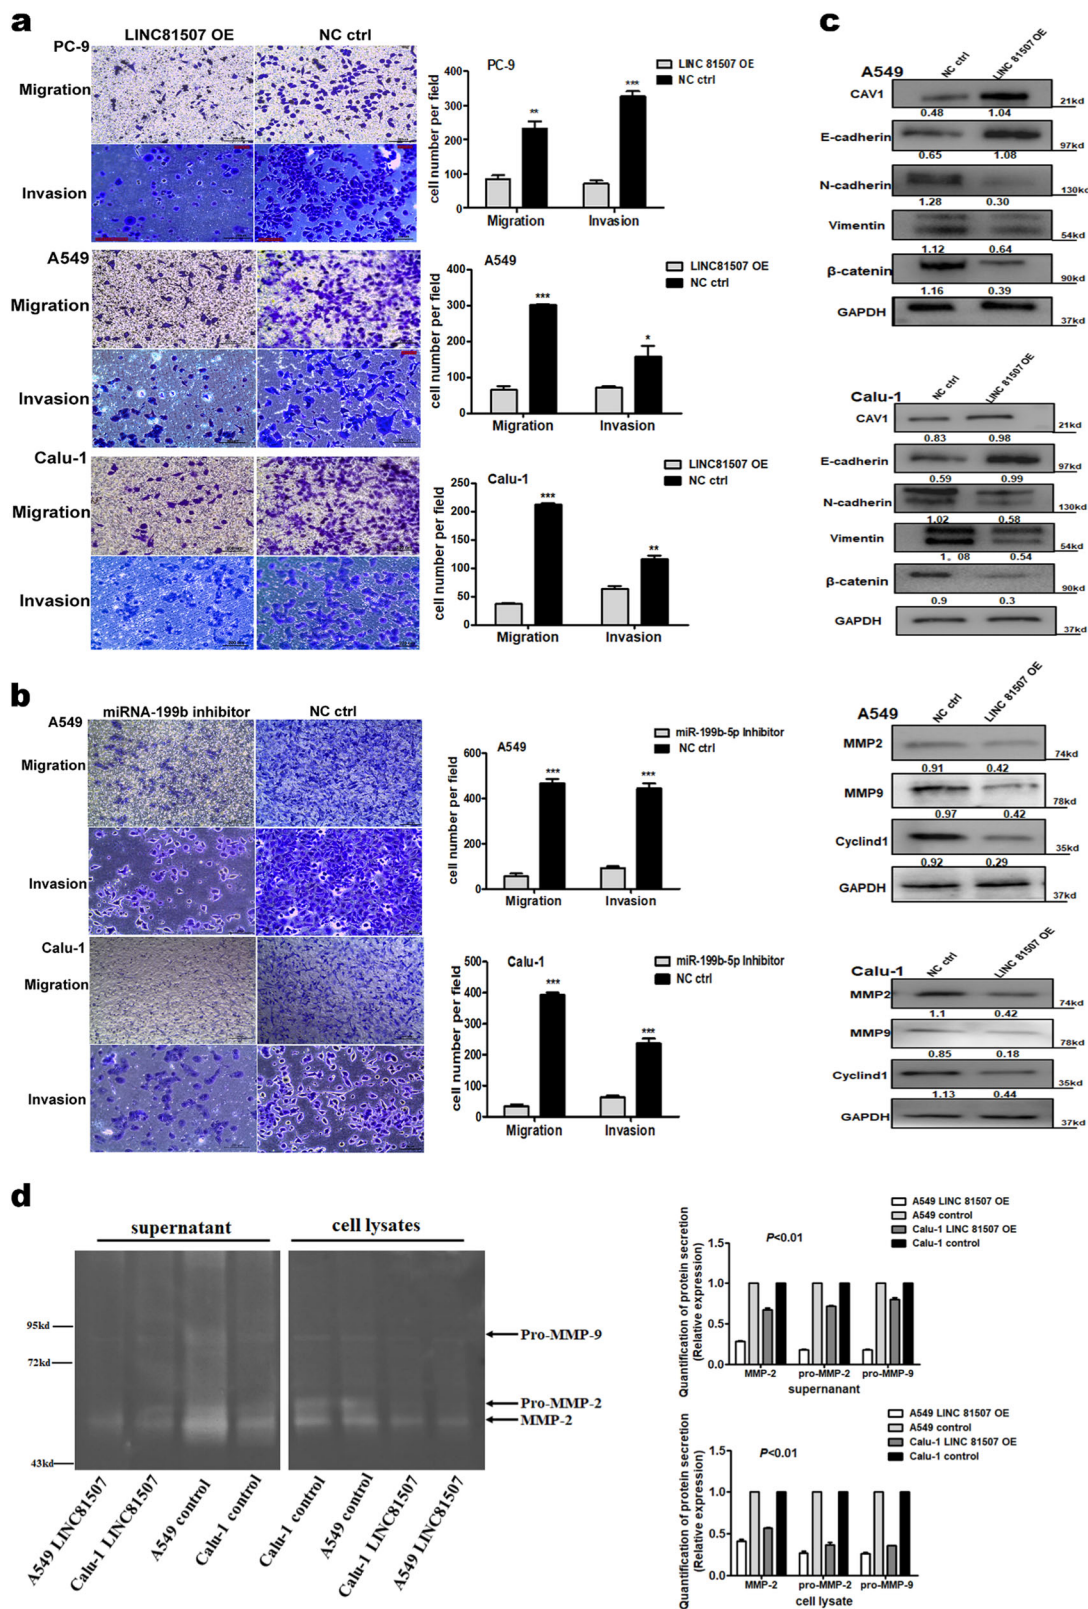 a
LINC81507 OE NC ctrl
PC-9
Migration
Invasion
A549
Migration
Invasion
Calu-1
Migration
Invasion
PC-9
LINC81507 OE
NC ctrl
cell number per field
400
300
200
100
0
**
***
Migration Invasion
A549
LINC81507 OE
NC ctrl
cell number per field
400
300
200
100
0
***
*
Migration Invasion
Calu-1
LINC81507 OE
NC ctrl
cell number per field
250
200
150
100
50
0
***
**
Migration Invasion
b
miRNA-199b inhibitor NC ctrl
A549
Migration
Invasion
Calu-1
Migration
Invasion
A549
miR-199b-5p Inhibitor
NC ctrl
cell number per field
600
400
200
0
*** ***
Migration Invasion
Calu-1
miR-199b-5p Inhibitor
NC ctrl
cell number per field
500
400
300
200
100
0
***
***
Migration Invasion
c
A549
NC ctrl LINC 81507 OE
CAV1 21kd
0.48 1.04
E-cadherin 97kd
0.65 1.08
N-cadherin 130kd
1.28 0.30
Vimentin 54kd
1.12 0.64
β-catenin 90kd
1.16 0.39
GAPDH 37kd
Calu-1
NC ctrl LINC 81507 OE
CAV1 21kd
0.83 0.98
E-cadherin 97kd
0.59 0.99
N-cadherin 130kd
1.02 0.58
Vimentin 54kd
1. 08 0.54
β-catenin 90kd
0.9 0.3
GAPDH 37kd
A549
NC ctrl LINC 81507 OE
MMP2 74kd
0.91 0.42
MMP9 78kd
0.97 0.42
Cyclind1 35kd
0.92 0.29
GAPDH 37kd
Calu-1
NC ctrl LINC 81507 OE
MMP2 74kd
1.1 0.42
MMP9 78kd
0.85 0.18
Cyclind1 35kd
1.13 0.44
GAPDH 37kd
d
supernatant cell lysates
95kd
72kd
43kd
Pro-MMP-9
Pro-MMP-2
MMP-2
A549 LINC81507
Calu-1 LINC81507
A549 control
Calu-1 control
Calu-1 control
A549 control
Calu-1 LINC81507
A549 LINC81507
A549 LINC 81507 OE
A549 control
Calu-1 LINC 81507 OE
Calu-1 control
P<0.01
Quantification of protein secretion
(Relative expression)
1.5
1.0
0.5
0.0
MMP-2 pro-MMP-2 pro-MMP-9
supernanant
A549 LINC 81507 OE
A549 control
Calu-1 LINC 81507 OE
Calu-1 control
P<0.01
Quantification of protein secretion
(Relative expression)
1.5
1.0
0.5
0.0
MMP-2 pro-MMP-2 pro-MMP-9
cell lysate